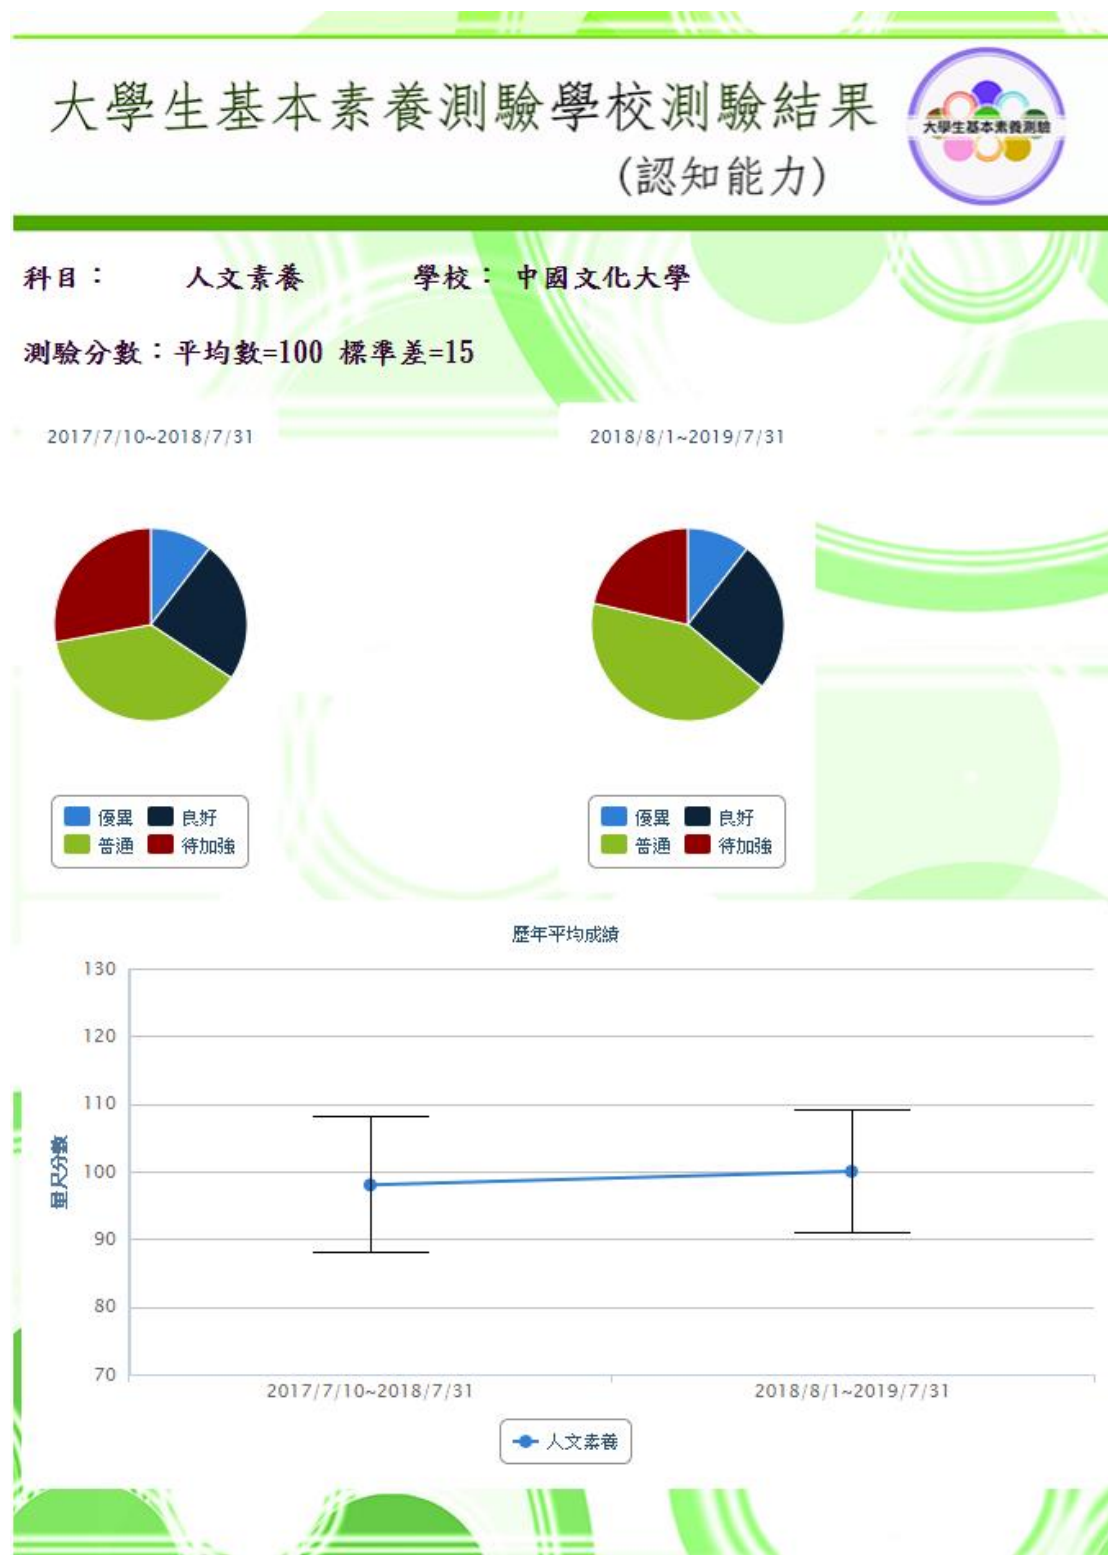 大學生基本素養測驗學校測驗結果
(認知能力)
大學生基本素養測驗
科目： 人文素養 學校： 中國文化大學
測驗分數：平均數=100 標準差=15
2017/7/10~2018/7/31
2018/8/1~2019/7/31
優異 良好
普通 待加強
優異 良好
普通 待加強
歷年平均成績
130
120
110
100
90
80
70
量尺分數
2017/7/10~2018/7/31
2018/8/1~2019/7/31
人文素養